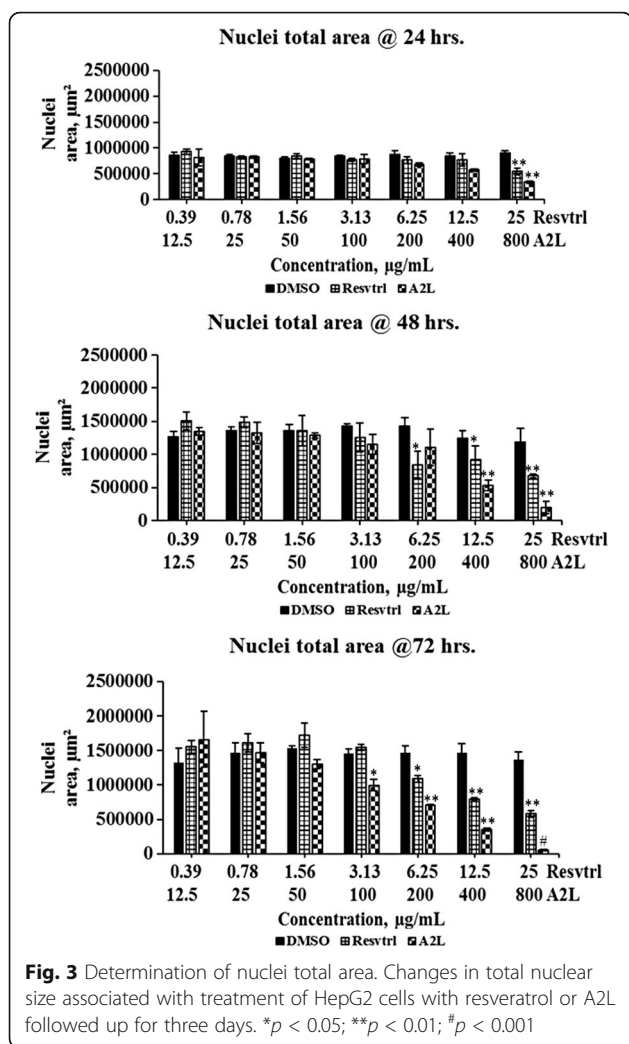 Nuclei total area @ 24 hrs.
Nuclei area, µm²
2500000
2000000
1500000
1000000
500000
0
** **
0.39 0.78 1.56 3.13 6.25 12.5 25 Resvtrl
12.5 25 50 100 200 400 800 A2L
Concentration, µg/mL
DMSO Resvtrl A2L
Nuclei total area @ 48 hrs.
Nuclei area, µm²
2500000
2000000
1500000
1000000
500000
0
* * ** ** **
0.39 0.78 1.56 3.13 6.25 12.5 25 Resvtrl
12.5 25 50 100 200 400 800 A2L
Concentration, µg/mL
DMSO Resvtrl A2L
Nuclei total area @72 hrs.
Nuclei area, µm²
2500000
2000000
1500000
1000000
500000
0
* * ** ** ** ** #
0.39 0.78 1.56 3.13 6.25 12.5 25 Resvtrl
12.5 25 50 100 200 400 800 A2L
Concentration, µg/mL
DMSO Resvtrl A2L
Fig. 3 Determination of nuclei total area. Changes in total nuclear
size associated with treatment of HepG2 cells with resveratrol or A2L
followed up for three days. *p < 0.05; **p < 0.01; #p < 0.001